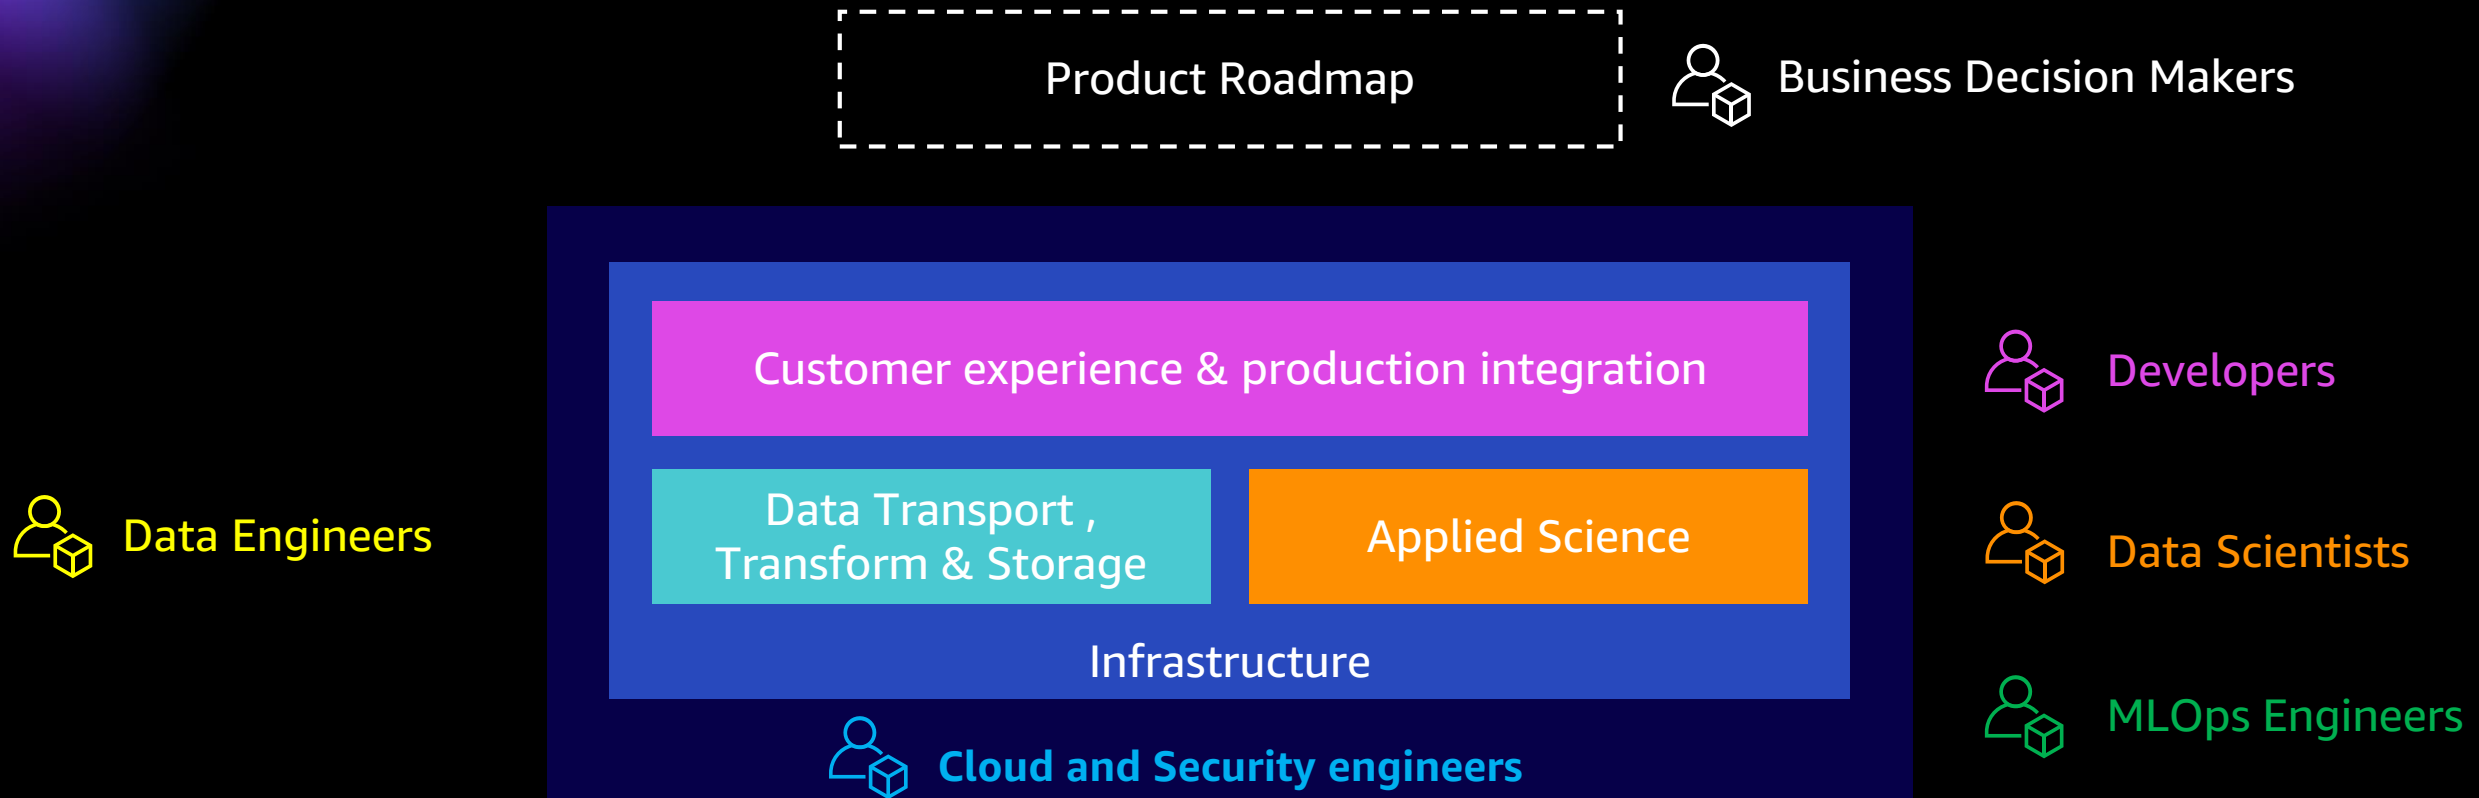 Product Roadmap
Business Decision Makers
Customer experience & production integration
Developers
Data Engineers
Data Transport ,
Transform & Storage
Applied Science
Data Scientists
Infrastructure
MLOps Engineers
Cloud and Security engineers